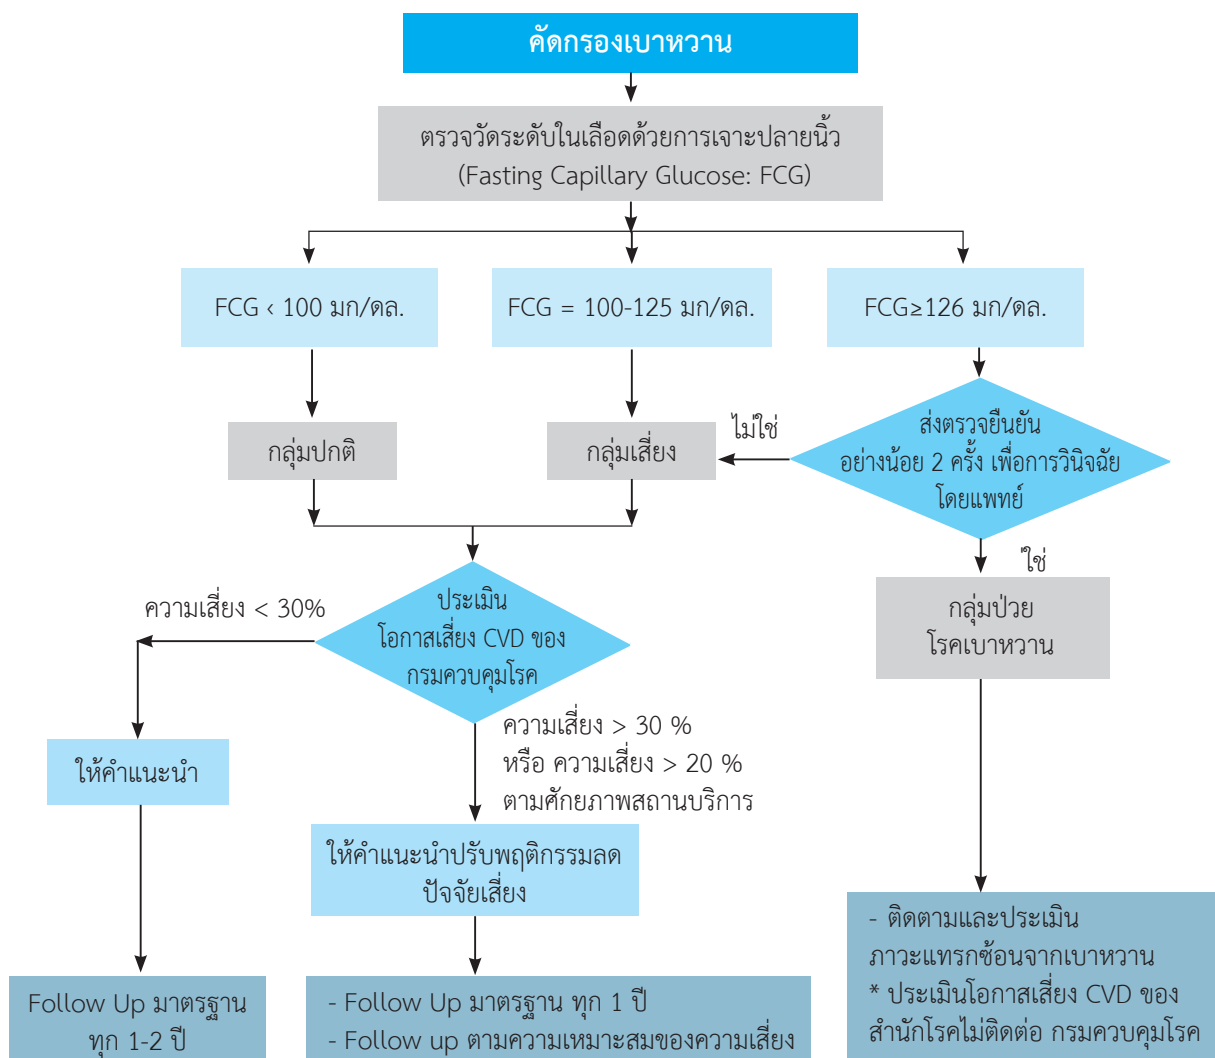 คัดกรองเบาหวาน
ตรวจวัดระดับในเลือดด้วยการเจาะปลายนิ้ว
(Fasting Capillary Glucose: FCG)
FCG < 100 มก/ดล.
FCG = 100-125 มก/ดล.
FCG≥126 มก/ดล.
กลุ่มปกติ
กลุ่มเสี่ยง
ไม่ใช่
ส่งตรวจยืนยัน
อย่างน้อย 2 ครั้ง เพื่อการวินิจฉัย
โดยแพทย์
ใช่
กลุ่มป่วย
โรคเบาหวาน
ความเสี่ยง < 30%
ประเมิน
โอกาสเสี่ยง CVD ของ
กรมควบคุมโรค
ความเสี่ยง > 30 %
หรือ ความเสี่ยง > 20 %
ตามศักยภาพสถานบริการ
ให้คำแนะนำ
ให้คำแนะนำปรับพฤติกรรมลด
ปัจจัยเสี่ยง
Follow Up มาตรฐาน
ทุก 1-2 ปี
- Follow Up มาตรฐาน ทุก 1 ปี
- Follow up ตามความเหมาะสมของความเสี่ยง
- ติดตามและประเมิน
ภาวะแทรกซ้อนจากเบาหวาน
* ประเมินโอกาสเสี่ยง CVD ของ
สำนักโรคไม่ติดต่อ กรมควบคุมโรค